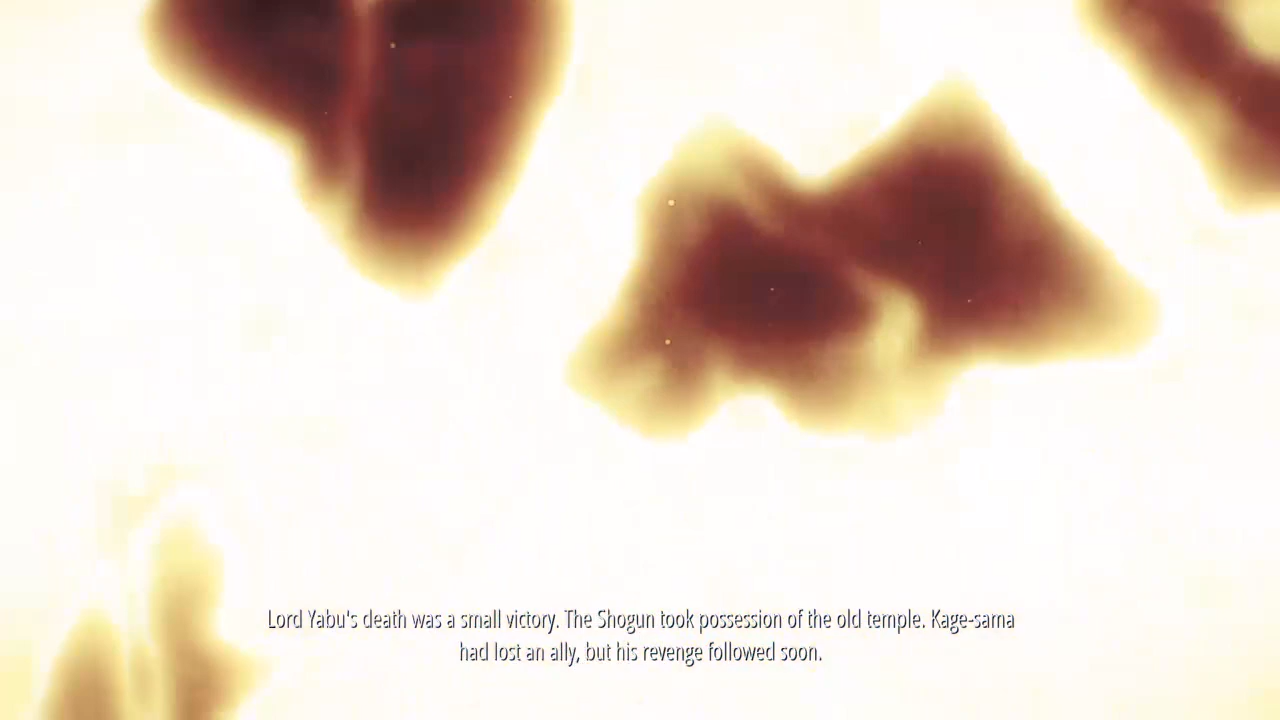 Lord Yabu's death was a small victory. The Shogun took possession of the old temple. Kage-sama
had lost an ally, but his revenge followed soon.